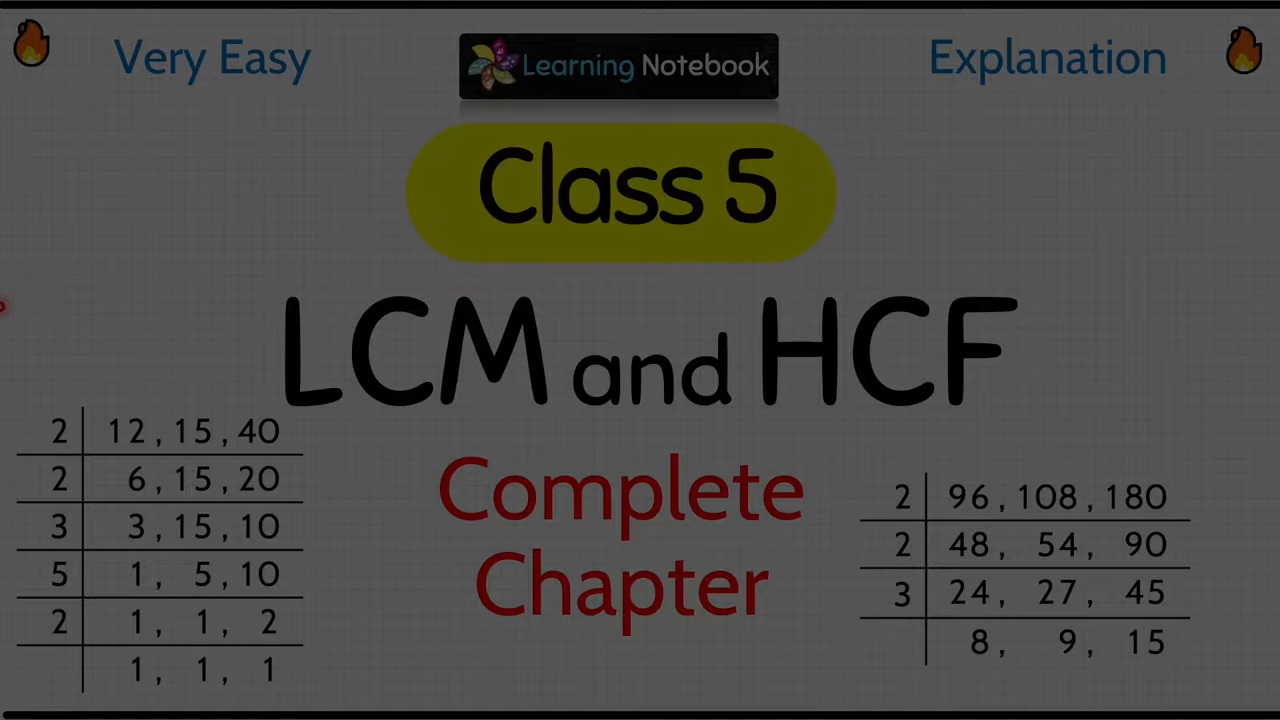 Very Easy
Learning Notebook
Explanation
Class 5
LCM and HCF
Complete
Chapter
2 | 12 , 15 , 40
2 | 6 , 15 , 20
3 | 3 , 15 , 10
5 | 1 , 5 , 10
2 | 1 , 1 , 2
| 1 , 1 , 1
2 | 96 , 108 , 180
2 | 48 , 54 , 90
3 | 24 , 27 , 45
| 8 , 9 , 15